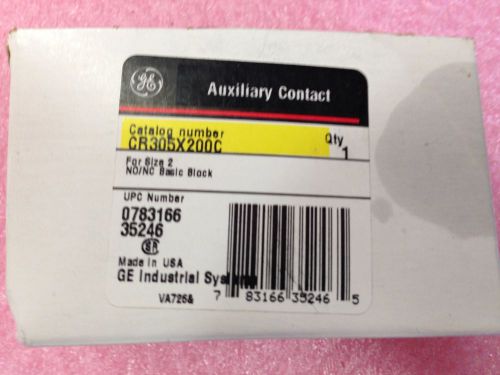 GE
Auxiliary Contact
Catalog number
Qty
CR305X200C
1
For Size 2
NO/NC Basic Block
UPC Number
0783166
35246
Made in USA
GE Industrial Systems
7 83166 35246 5